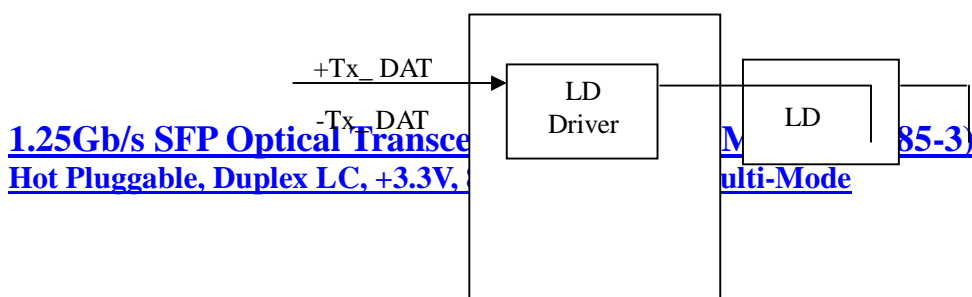 +Tx_ DAT
LD
Driver
-Tx_ DAT
LD
1.25Gb/s SFP Optical Transce M 85-3)
Hot Pluggable, Duplex LC, +3.3V, ulti-Mode